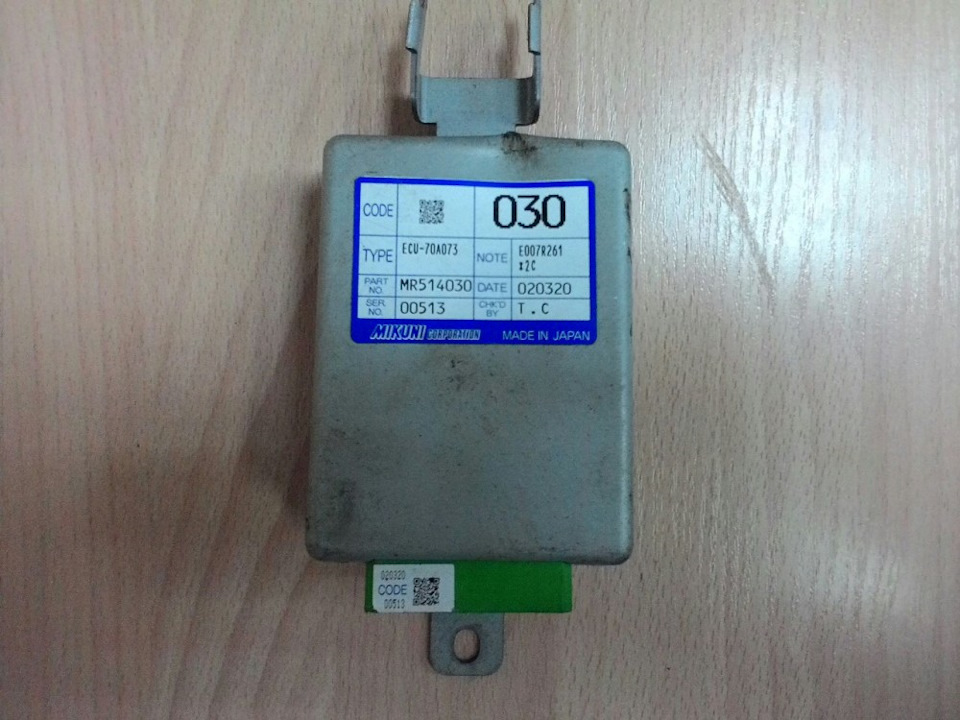 CODE 030
TYPE ECU-70A073 NOTE E007R261
*2C
PART NO. MR514030 DATE 020320
SER. NO. 00513 CHK'D BY T.C
MIKUNI CORPORATION MADE IN JAPAN
020320
CODE
00513